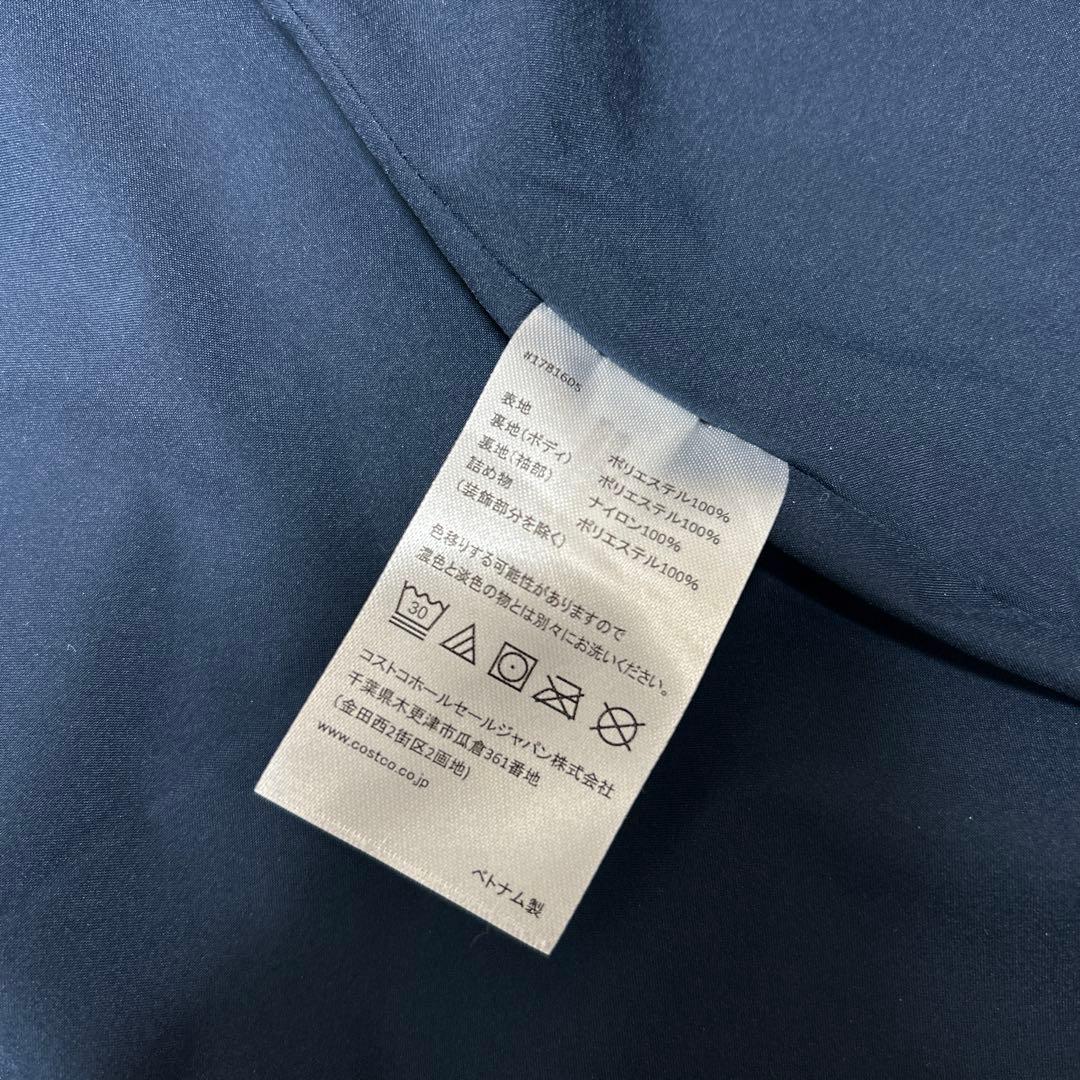 #1781605
表地 ポリエステル100%
裏地(ボディ) ポリエステル100%
裏地(袖部) ナイロン100%
詰め物 ポリエステル100%
(装飾部分を除く)
色移りする可能性がありますので
濃色と淡色の物とは別々にお洗いください。
30
コストコホールセールジャパン株式会社
千葉県木更津市瓜倉361番地
(金田西2街区2画地)
www.costco.co.jp
ベトナム製